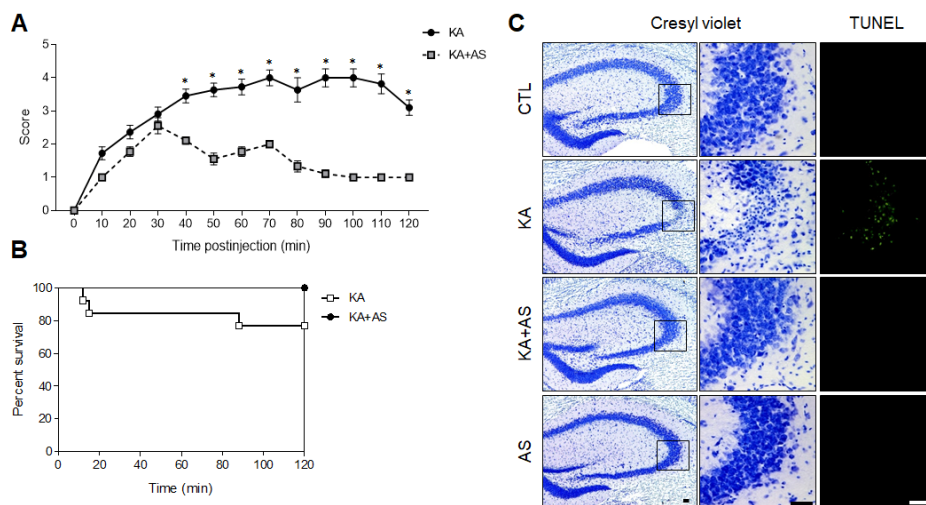 A
KA
KA+AS
5
4
3
2
1
0
Score
* * * * * * * * *
0 10 20 30 40 50 60 70 80 90 100 110 120
Time postinjection (min)
B
KA
KA+AS
100
80
60
40
20
0
Percent survival
0 20 40 60 80 100 120
Time (min)
C
Cresyl violet TUNEL
CTL
KA
KA+AS
AS